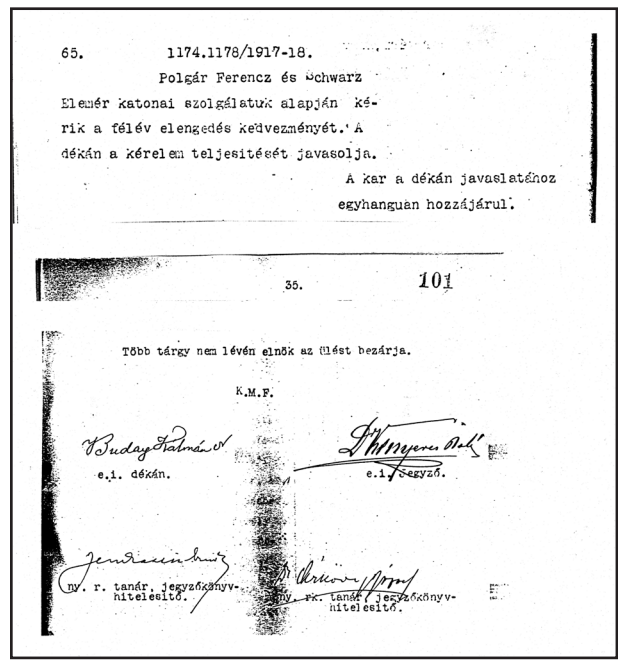 65. 1174.1178/1917-18.
Polgár Ferencz és Schwarz
Elemér katonai szolgálatuk alapján ké-
rik a félév elengedés kedvezményét. A
dékán a kérelem teljesitését javasolja.
A kar a dékán javaslatához
egyhanguan hozzájárul.
35. 101
Több tárgy nem lévén elnök az ülést bezárja.
K.M.F.
Buday Kálmán
e.i. dékán. e.i. jegyző.
ny. r. tanár, jegyzőkönyv- ny. rk. tanár, jegyzőkönyv-
hitelesitő. hitelesitő.